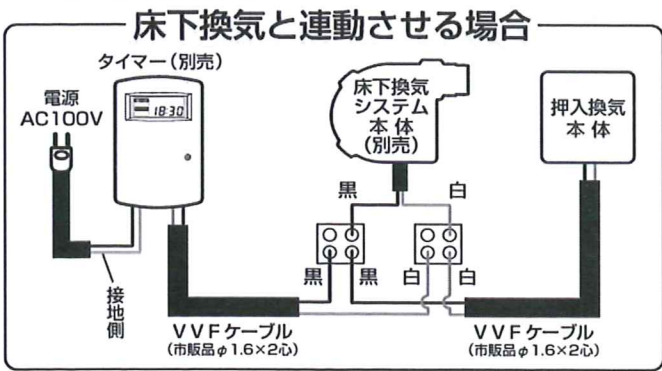 床下換気と連動させる場合
タイマー(別売)
電源
AC100V
18:30
床下換気
システム
本体
(別売)
押入換気
本体
黒
白
黒
黒
白
白
接地側
VVFケーブル
(市販品φ1.6×2心)
VVFケーブル
(市販品φ1.6×2心)